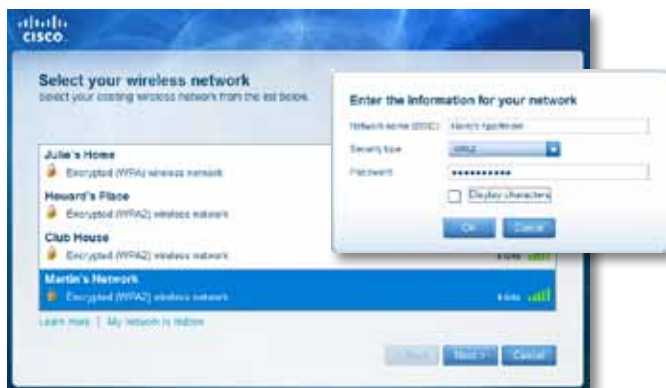 CISCO
Select your wireless network
Select your existing wireless network from the list below.
Julie's Home
Encrypted (WPA) wireless network
Howard's Place
Encrypted (WPA2) wireless network
Club House
Encrypted (WPA2) wireless network
Martin's Network
Encrypted (WPA2) wireless network
Learn more | My network is hidden
Next > Cancel
Enter the information for your network
Network name (SSID)
Security type WPA2
Password
Display characters
OK Cancel